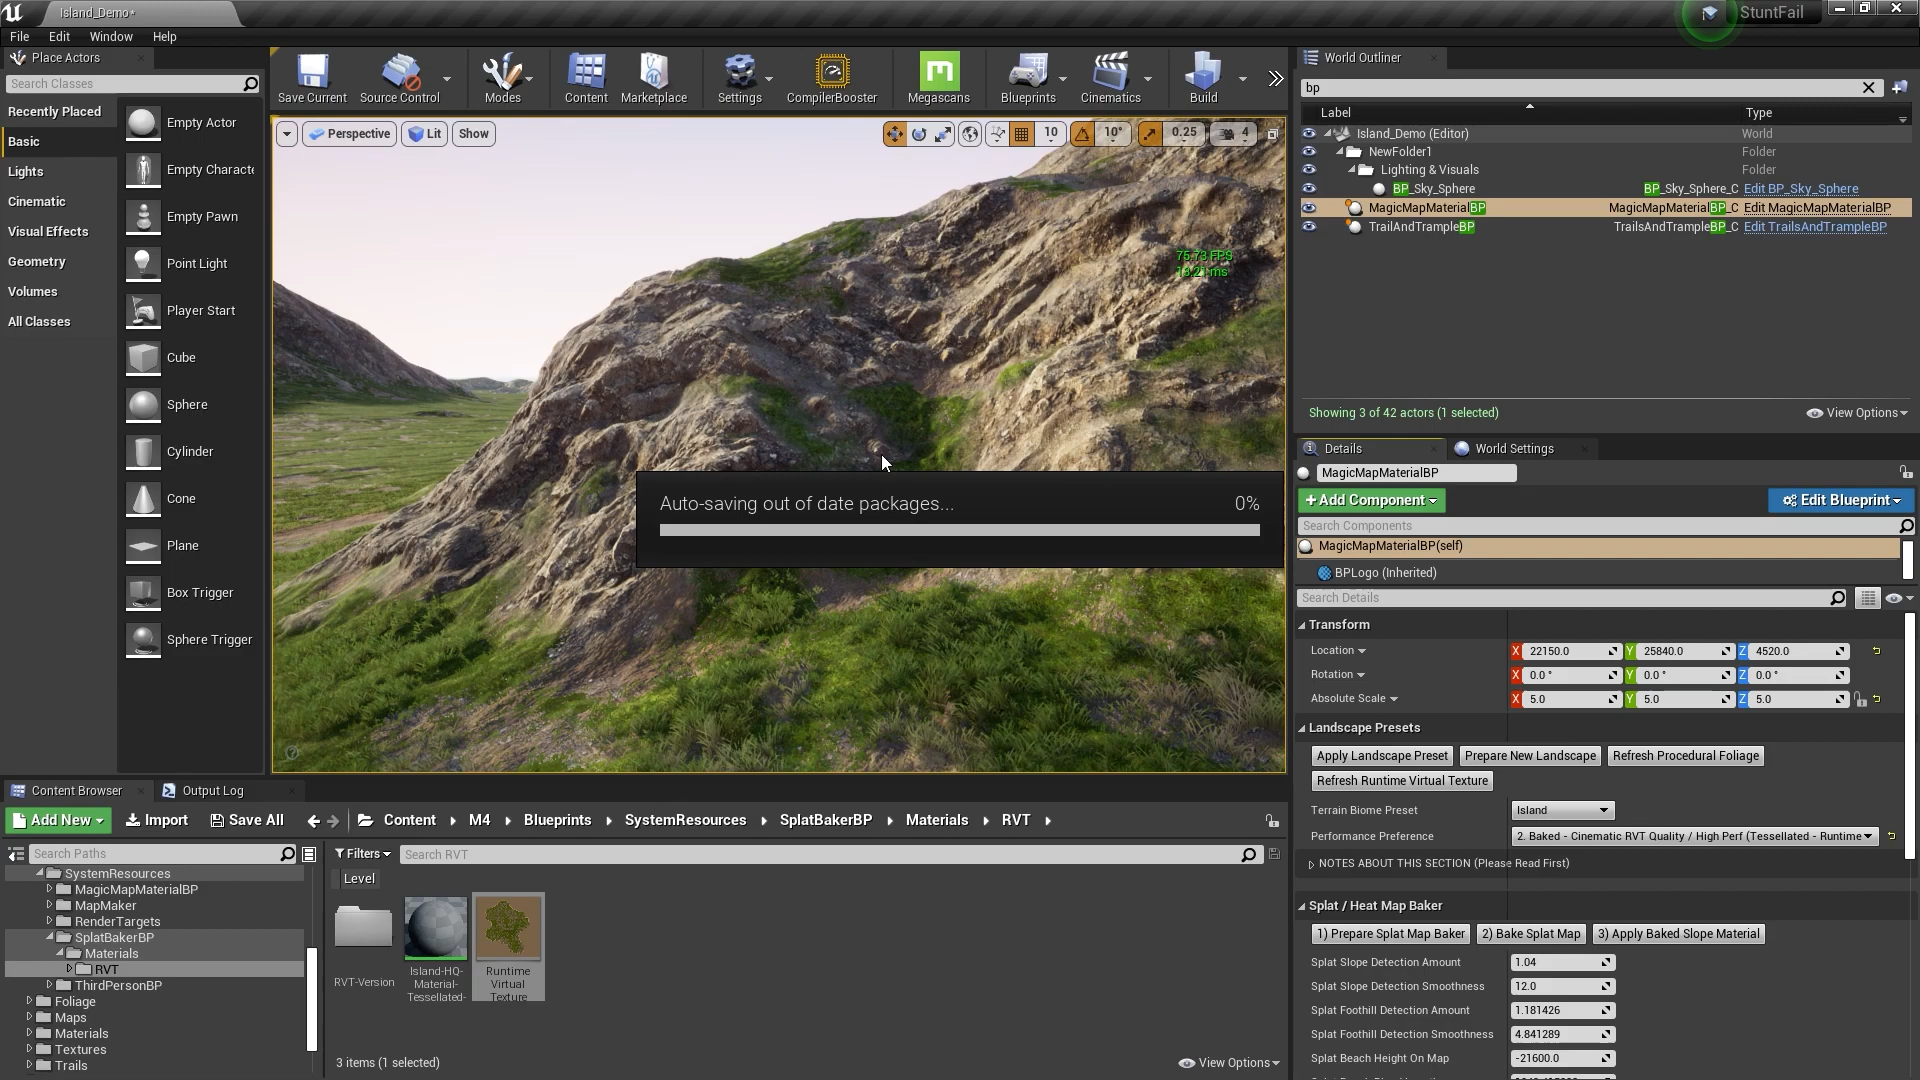 Island_Demo*
StuntFail
File Edit Window Help
Place Actors
Search Classes
Recently Placed
Basic
Lights
Cinematic
Visual Effects
Geometry
Volumes
All Classes
Empty Actor
Empty Characte
Empty Pawn
Point Light
Player Start
Cube
Sphere
Cylinder
Cone
Plane
Box Trigger
Sphere Trigger
Save Current Source Control Modes Content Marketplace Settings CompilerBooster Megascans Blueprints Cinematics Build
Perspective Lit Show 10 10° 0.25 4
75.73 FPS
13.21 ms
Auto-saving out of date packages... 0%
World Outliner
bp
Label Type
Island_Demo (Editor) World
NewFolder1 Folder
Lighting & Visuals Folder
BP_Sky_Sphere BP_Sky_Sphere_C Edit BP_Sky_Sphere
MagicMapMaterialBP MagicMapMaterialBP_C Edit MagicMapMaterialBP
TrailAndTrampleBP TrailsAndTrampleBP_C Edit TrailsAndTrampleBP
Showing 3 of 42 actors (1 selected) View Options
Details World Settings
MagicMapMaterialBP
+Add Component Edit Blueprint
Search Components
MagicMapMaterialBP(self)
BPLogo (Inherited)
Search Details
Transform
Location X 22150.0 Y 25840.0 Z 4520.0
Rotation X 0.0 ° Y 0.0 ° Z 0.0 °
Absolute Scale X 5.0 Y 5.0 Z 5.0
Landscape Presets
Apply Landscape Preset Prepare New Landscape Refresh Procedural Foliage
Refresh Runtime Virtual Texture
Terrain Biome Preset Island
Performance Preference 2. Baked - Cinematic RVT Quality / High Perf (Tessellated - Runtime
NOTES ABOUT THIS SECTION (Please Read First)
Splat / Heat Map Baker
1) Prepare Splat Map Baker 2) Bake Splat Map 3) Apply Baked Slope Material
Splat Slope Detection Amount 1.04
Splat Slope Detection Smoothness 12.0
Splat Foothill Detection Amount 1.181426
Splat Foothill Detection Smoothness 4.841289
Splat Beach Height On Map -21600.0
Content Browser Output Log
Add New Import Save All Content M4 Blueprints SystemResources SplatBakerBP Materials RVT
Search Paths
SystemResources
MagicMapMaterialBP
MapMaker
RenderTargets
SplatBakerBP
Materials
RVT
ThirdPersonBP
Foliage
Maps
Materials
Textures
Trails
Filters Search RVT
Level
RVT-Version
Island-HQ-
Material-
Tessellated-
Runtime
Virtual
Texture
3 items (1 selected) View Options